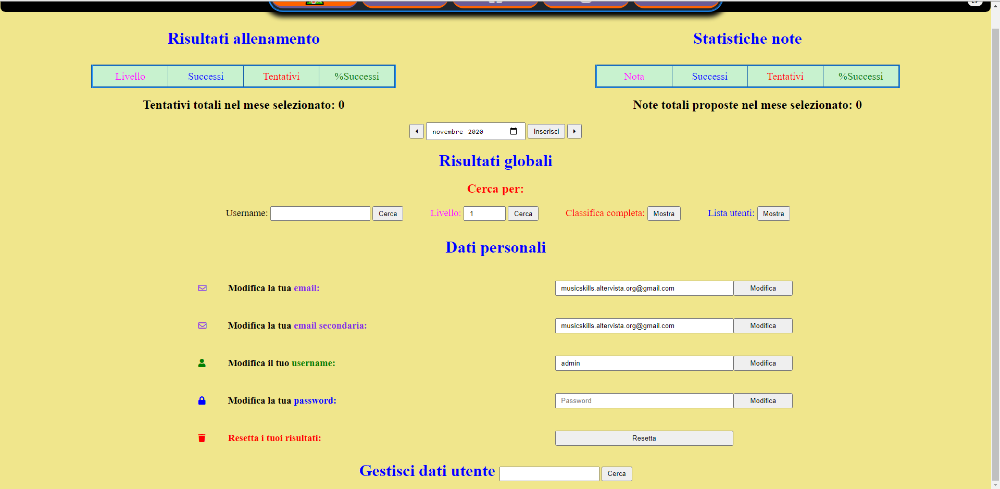 Risultati allenamento
Statistiche note
Livello Successi Tentativi %Successi
Nota Successi Tentativi %Successi
Tentativi totali nel mese selezionato: 0
Note totali proposte nel mese selezionato: 0
novembre 2020 Inserisci
Risultati globali
Cerca per:
Username: Cerca Livello: 1 Cerca Classifica completa: Mostra Lista utenti: Mostra
Dati personali
Modifica la tua email: musicskills.altervista.org@gmail.com Modifica
Modifica la tua email secondaria: musicskills.altervista.org@gmail.com Modifica
Modifica il tuo username: admin Modifica
Modifica la tua password: Password Modifica
Resetta i tuoi risultati: Resetta
Gestisci dati utente Cerca